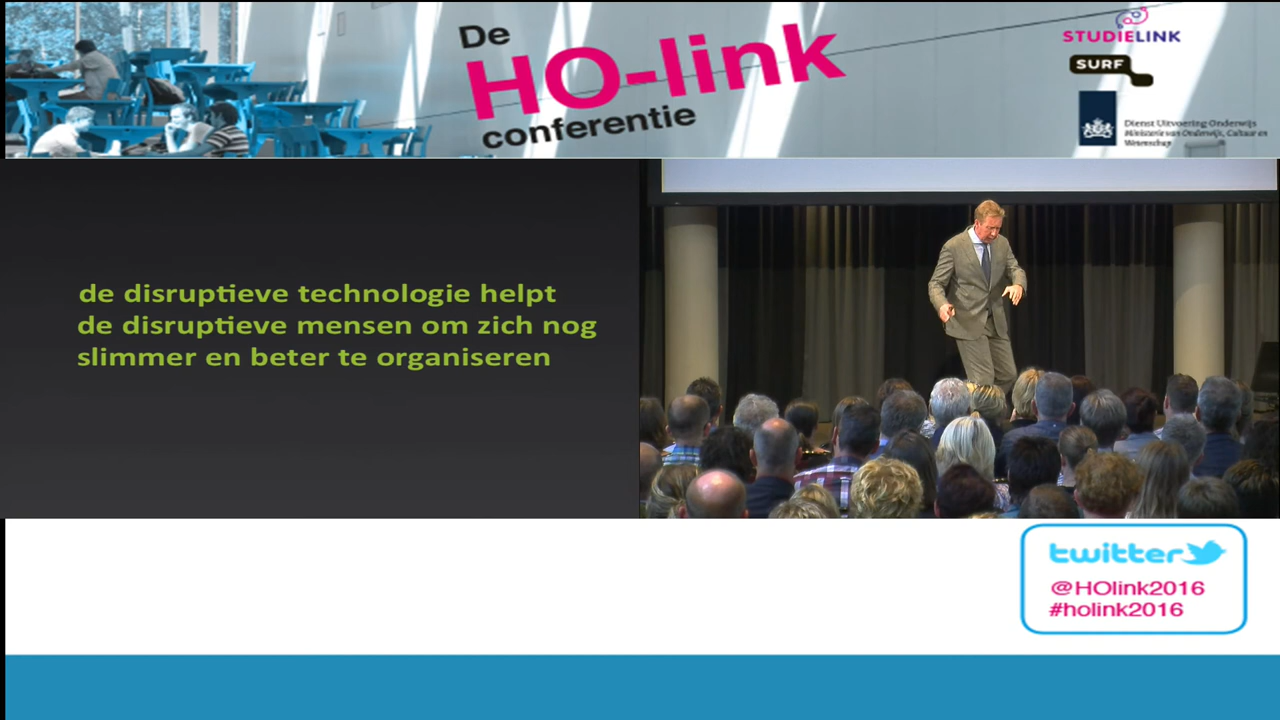 De
HO-link
conferentie
STUDIELINK
SURF
Dienst Uitvoering Onderwijs
Ministerie van Onderwijs, Cultuur en
Wetenschap
de disruptieve technologie helpt
de disruptieve mensen om zich nog
slimmer en beter te organiseren
twitter
@HOlink2016
#holink2016